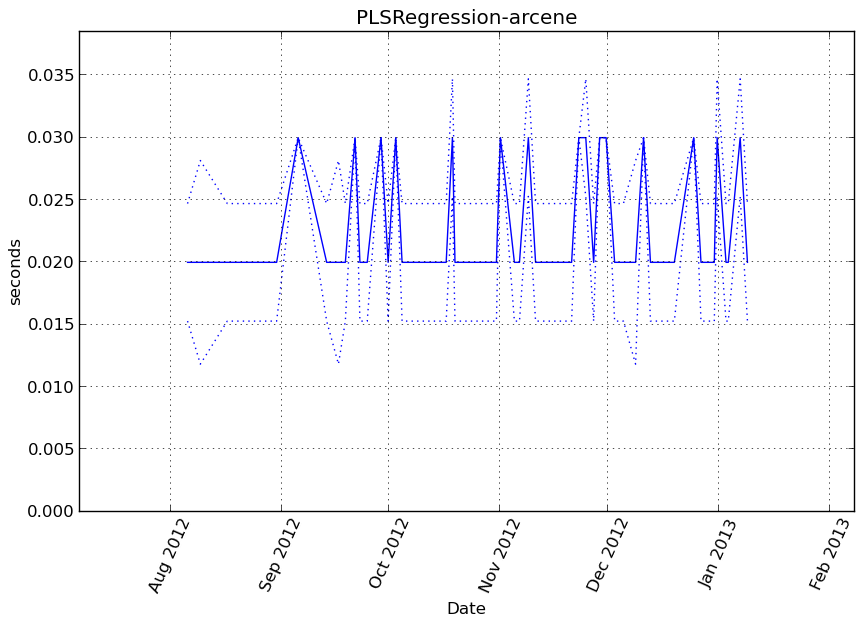 PLSRegression-arcene
0.035
0.030
0.025
0.020
0.015
0.010
0.005
0.000
seconds
Aug 2012
Sep 2012
Oct 2012
Nov 2012
Dec 2012
Jan 2013
Feb 2013
Date